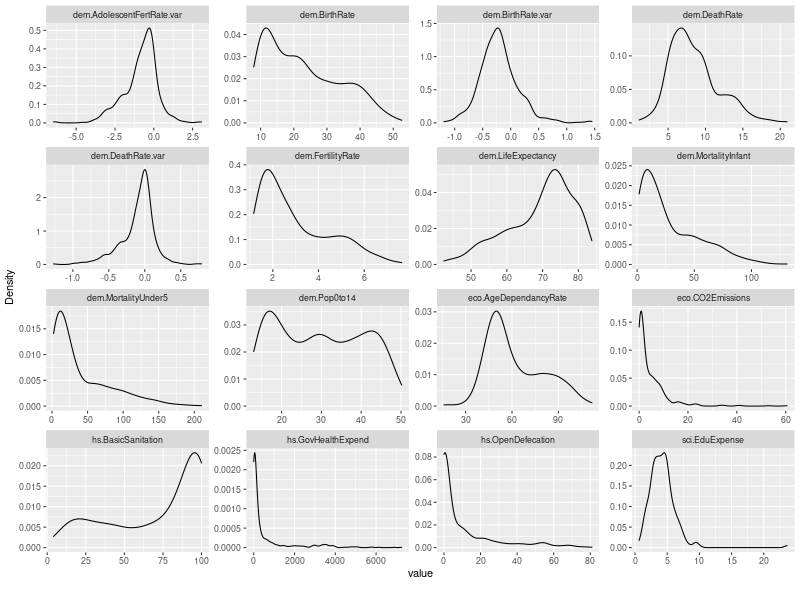 dem.AdolescentFertRate.var dem.BirthRate dem.BirthRate.var dem.DeathRate
0.5 0.4 0.3 0.2 0.1 0.0
0.04 0.03 0.02 0.01 0.00
1.5 1.0 0.5 0.0
0.10 0.05 0.00
-5.0 -2.5 0.0 2.5 10 20 30 40 50 -1.0 -0.5 0.0 0.5 1.0 1.5 5 10 15 20
dem.DeathRate.var dem.FertilityRate dem.LifeExpectancy dem.MortalityInfant
2 1 0
0.4 0.3 0.2 0.1 0.0
0.04 0.02 0.00
0.025 0.020 0.015 0.010 0.005 0.000
-1.0 -0.5 0.0 0.5 2 4 6 50 60 70 80 0 50 100
Density
dem.MortalityUnder5 dem.Pop0to14 eco.AgeDependancyRate eco.CO2Emissions
0.015 0.010 0.005 0.000
0.03 0.02 0.01 0.00
0.03 0.02 0.01 0.00
0.15 0.10 0.05 0.00
0 50 100 150 200 20 30 40 50 30 60 90 0 20 40 60
hs.BasicSanitation hs.GovHealthExpend hs.OpenDefecation sci.EduExpense
0.020 0.015 0.010 0.005 0.000
0.0025 0.0020 0.0015 0.0010 0.0005 0.0000
0.08 0.06 0.04 0.02 0.00
0.20 0.15 0.10 0.05 0.00
0 25 50 75 100 0 2000 4000 6000 0 20 40 60 80 0 5 10 15 20
value